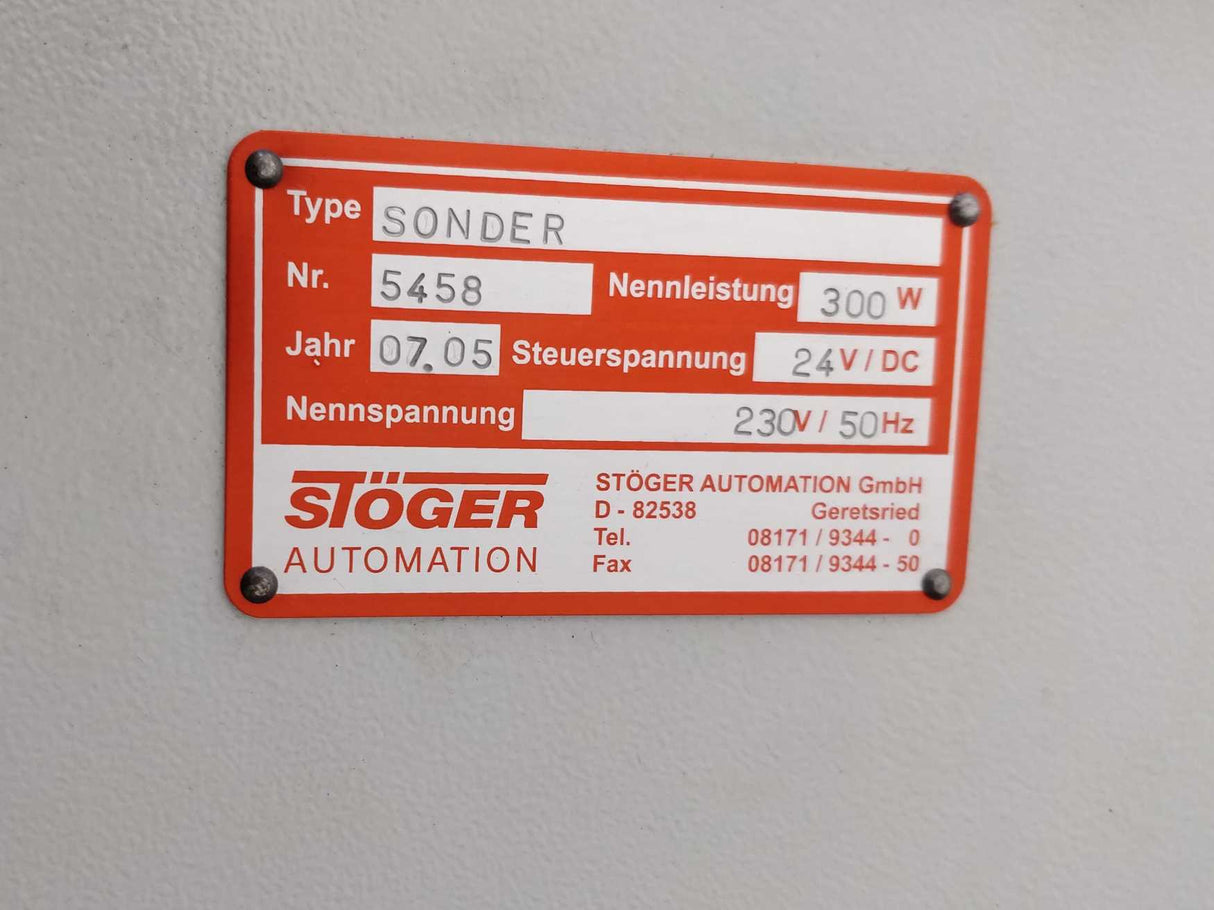 Type SONDER
Nr. 5458 Nennleistung 300 W
Jahr 07.05 Steuerspannung 24 V / DC
Nennspannung 230 V / 50 Hz
STÖGER
AUTOMATION
STÖGER AUTOMATION GmbH
D - 82538 Geretsried
Tel. 08171 / 9344 - 0
Fax 08171 / 9344 - 50